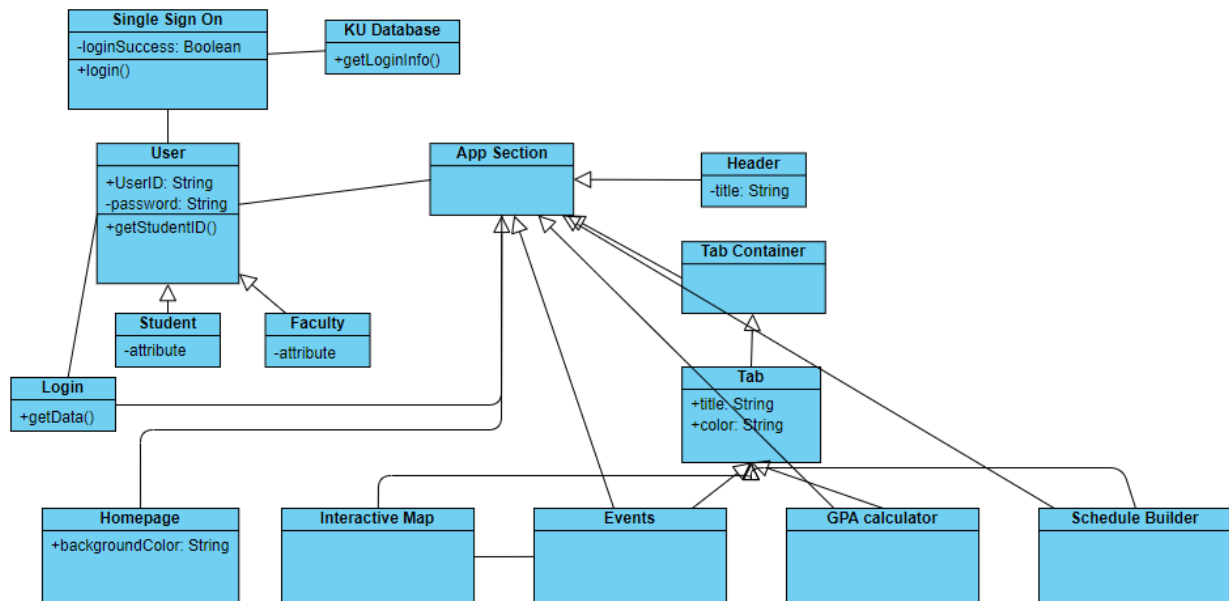 Single Sign On
-loginSuccess: Boolean
+login()
KU Database
+getLoginInfo()
User
+UserID: String
-password: String
+getStudentID()
App Section
Header
-title: String
Tab Container
Student
-attribute
Faculty
-attribute
Login
+getData()
Tab
+title: String
+color: String
Homepage
+backgroundColor: String
Interactive Map
Events
GPA calculator
Schedule Builder